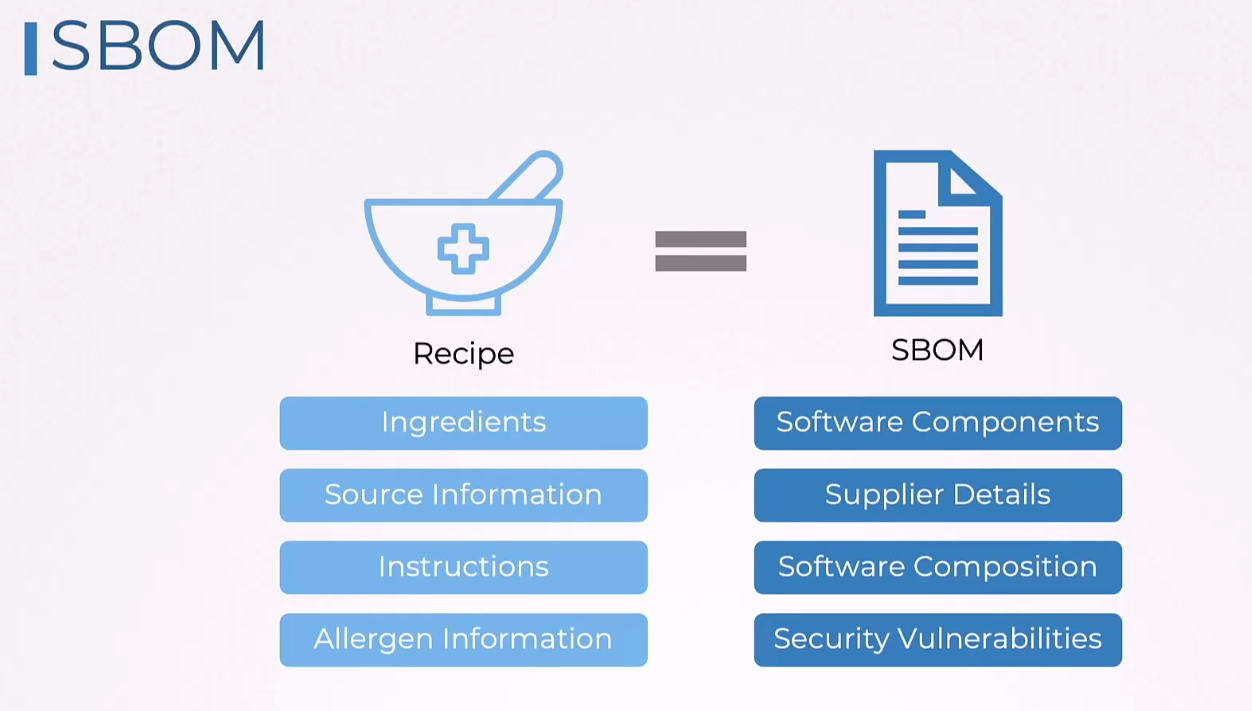 SBOM
Recipe
SBOM
Ingredients
Software Components
Source Information
Supplier Details
Instructions
Software Composition
Allergen Information
Security Vulnerabilities